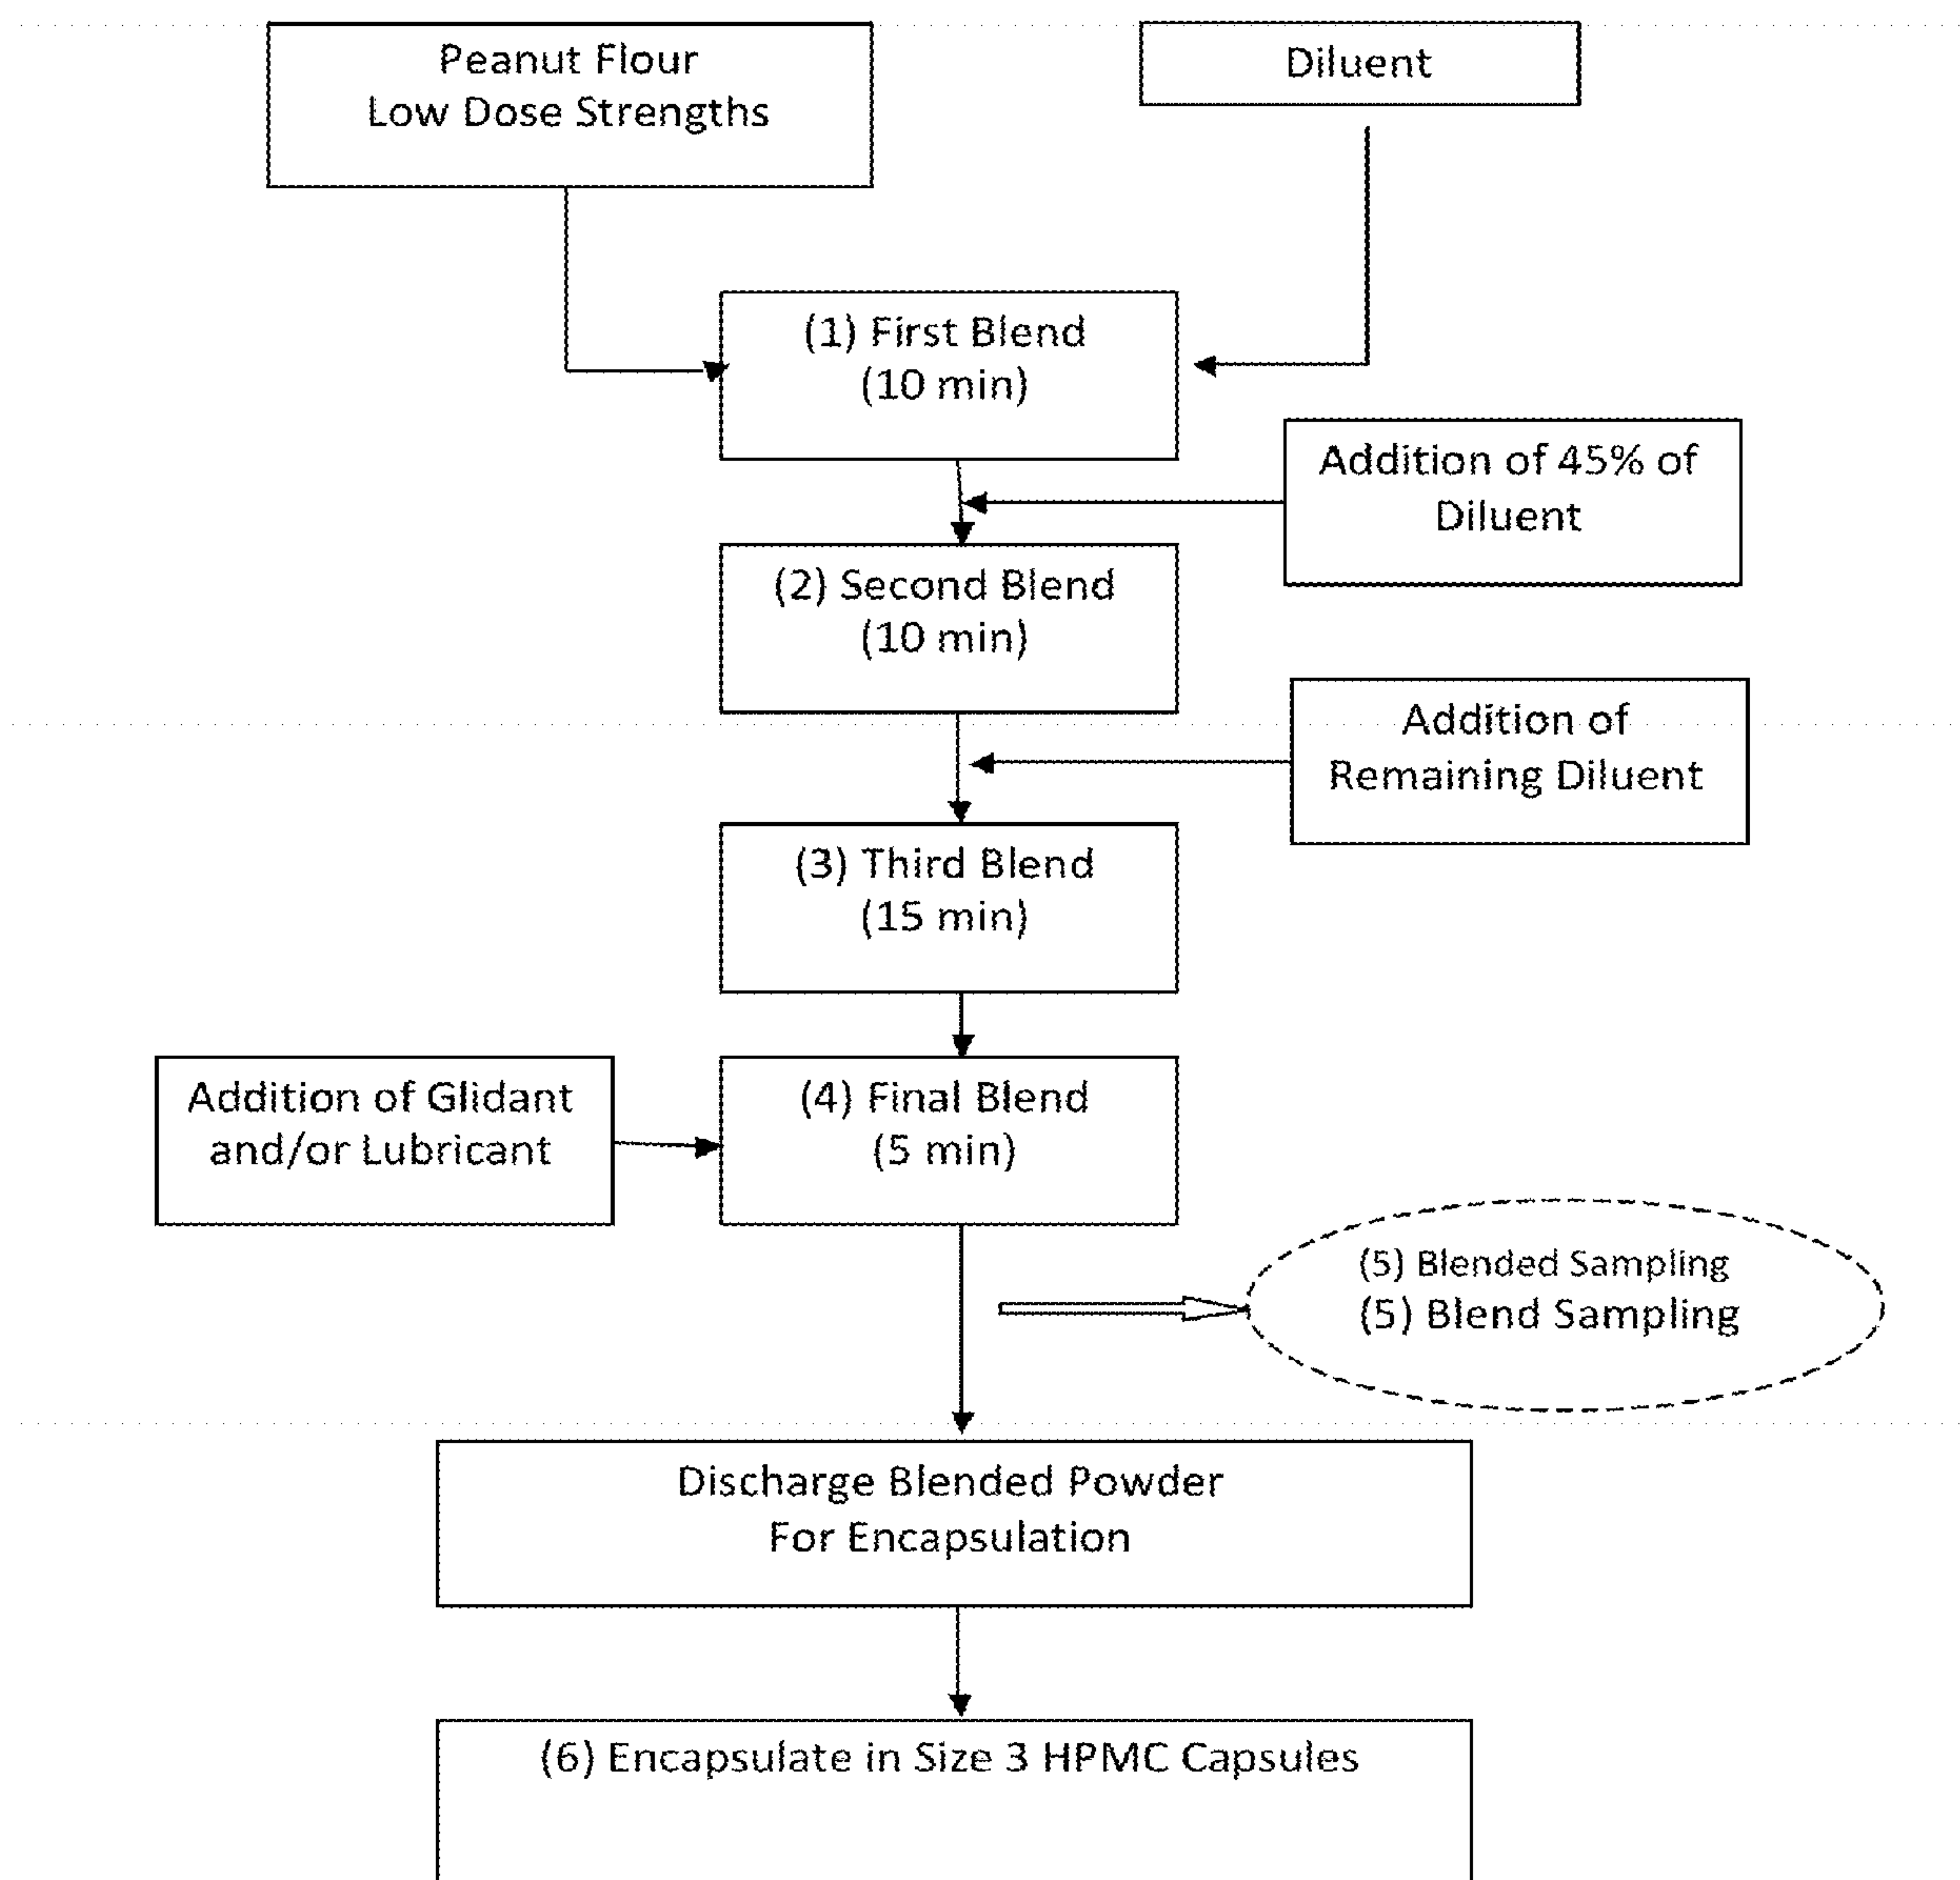 Peanut Flour
Low Dose Strengths
Diluent
(1) First Blend
(10 min)
Addition of 45% of
Diluent
(2) Second Blend
(10 min)
Addition of
Remaining Diluent
(3) Third Blend
(15 min)
Addition of Glidant
and/or Lubricant
(4) Final Blend
(5 min)
(5) Blended Sampling
(5) Blend Sampling
Discharge Blended Powder
For Encapsulation
(6) Encapsulate in Size 3 HPMC Capsules